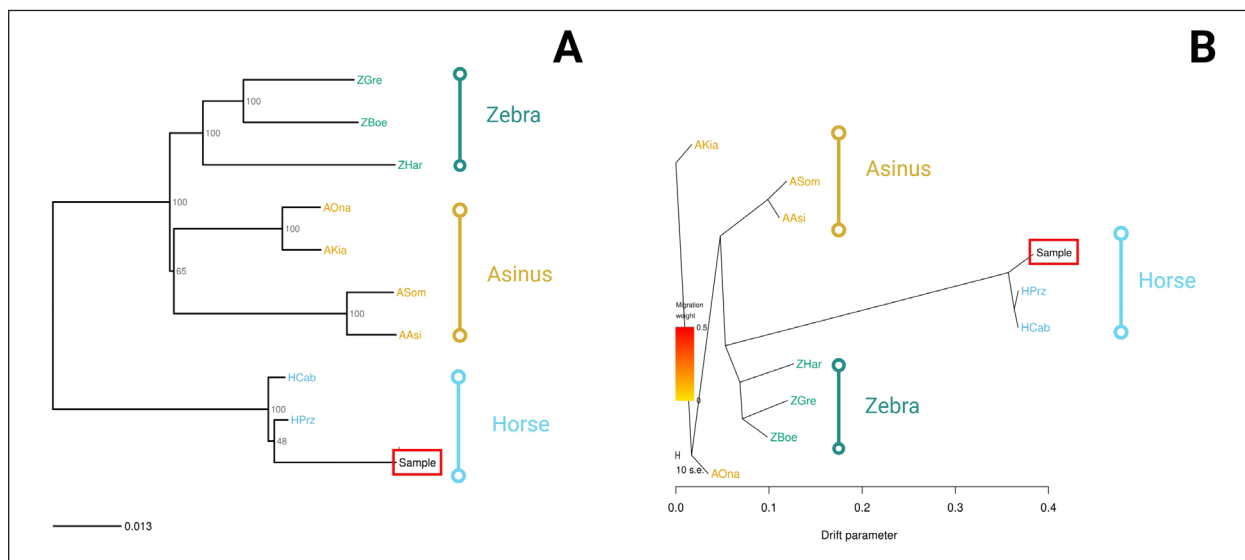 A
ZGre
100
ZBoe
100
Zebra
ZHar
100
AOna
100
AKia
65
Asinus
ASom
100
AAsi
HCab
100
HPrz
Horse
48
Sample
0.013
B
AKia
ASom
Asinus
AAsi
Sample
HPrz
Horse
HCab
Migration
weight
0.5
0
ZHar
ZGre
Zebra
ZBoe
H
10 s.e.
AOna
0.0 0.1 0.2 0.3 0.4
Drift parameter